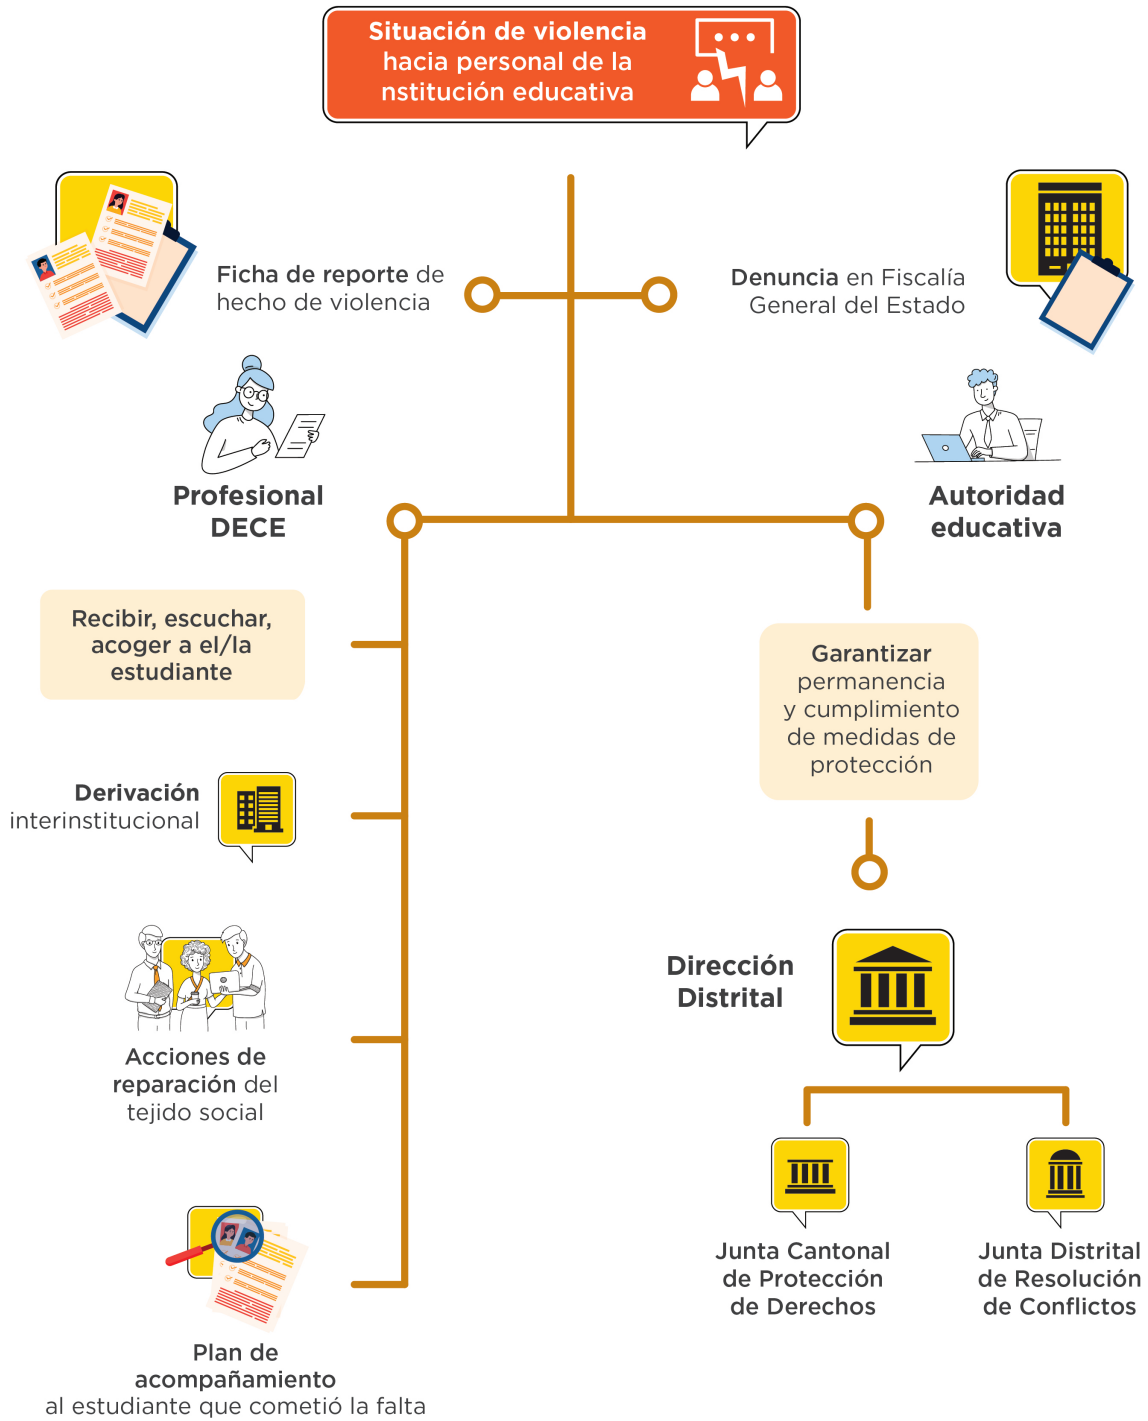 Situación de violencia
hacia personal de la
nstitución educativa
Ficha de reporte de
hecho de violencia
Denuncia en Fiscalía
General del Estado
Profesional
DECE
Autoridad
educativa
Recibir, escuchar,
acoger a el/la
estudiante
Garantizar
permanencia
y cumplimiento
de medidas de
protección
Derivación
interinstitucional
Dirección
Distrital
Acciones de
reparación del
tejido social
Junta Cantonal
de Protección
de Derechos
Junta Distrital
de Resolución
de Conflictos
Plan de
acompañamiento
al estudiante que cometió la falta